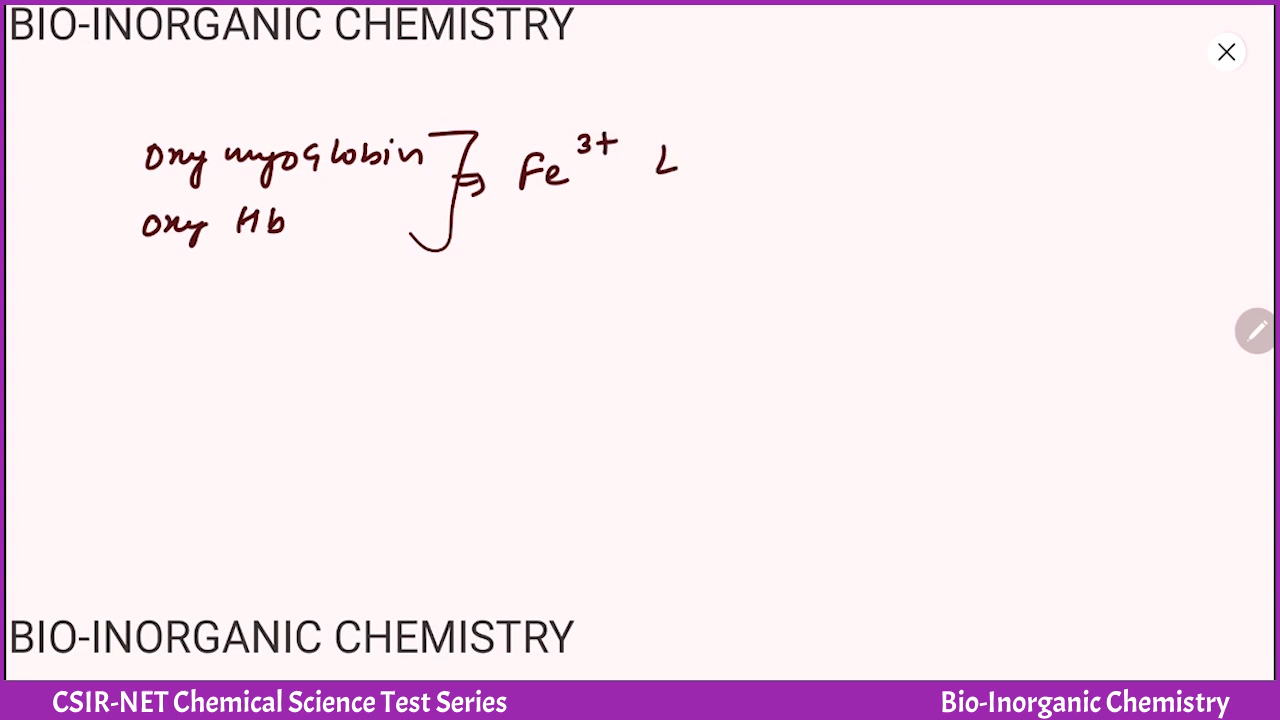 BIO-INORGANIC CHEMISTRY
Oxy myoGlobin ⇒ Fe³⁺ L
Oxy Hb
BIO-INORGANIC CHEMISTRY
CSIR-NET Chemical Science Test Series
Bio-Inorganic Chemistry